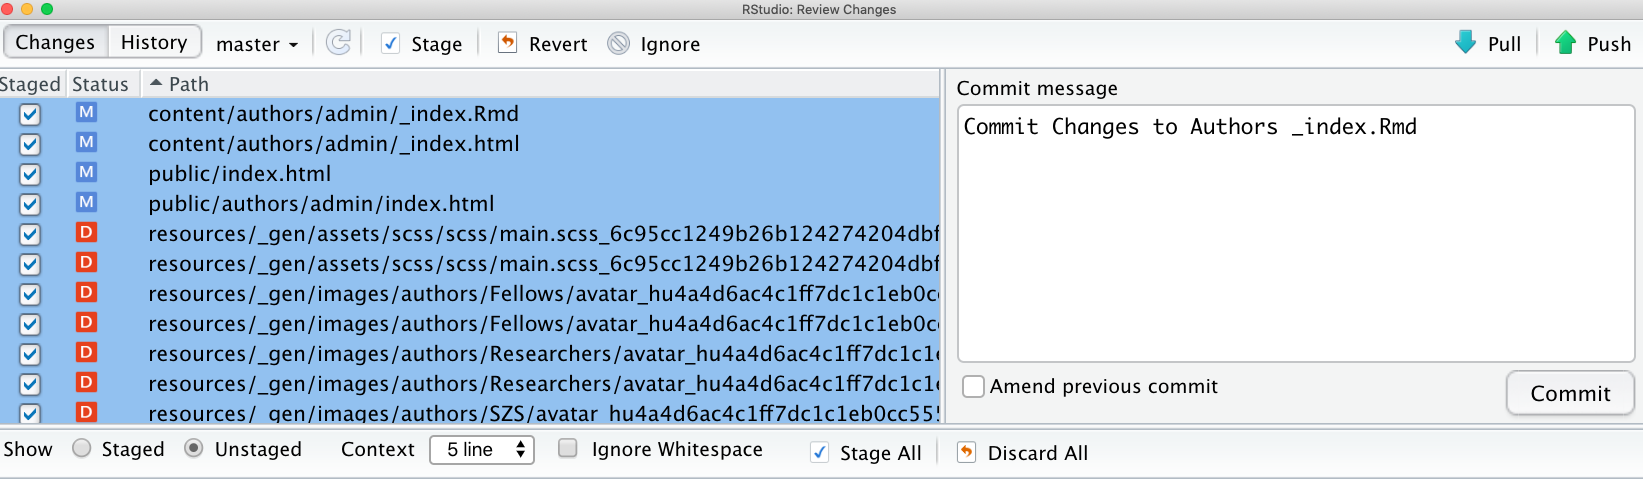 RStudio: Review Changes
Changes History master Stage Revert Ignore Pull Push
Staged Status Path
M content/authors/admin/_index.Rmd
M content/authors/admin/_index.html
M public/index.html
M public/authors/admin/index.html
D resources/_gen/assets/scss/scss/main.scss_6c95cc1249b26b124274204dbf
D resources/_gen/assets/scss/scss/main.scss_6c95cc1249b26b124274204dbf
D resources/_gen/images/authors/Fellows/avatar_hu4a4d6ac4c1ff7dc1c1eb0cc
D resources/_gen/images/authors/Fellows/avatar_hu4a4d6ac4c1ff7dc1c1eb0cc
D resources/_gen/images/authors/Researchers/avatar_hu4a4d6ac4c1ff7dc1c1e
D resources/_gen/images/authors/Researchers/avatar_hu4a4d6ac4c1ff7dc1c1e
D resources/_gen/images/authors/SZS/avatar_hu4a4d6ac4c1ff7dc1c1eb0cc555
Commit message
Commit Changes to Authors _index.Rmd
Amend previous commit
Commit
Show Staged Unstaged Context 5 line Ignore Whitespace Stage All Discard All